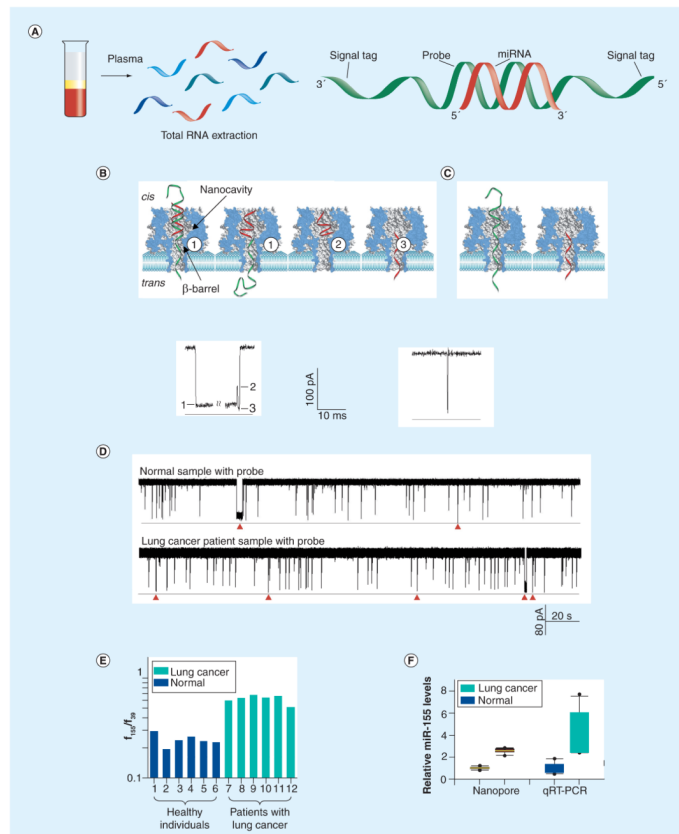 A
Plasma
Total RNA extraction
Signal tag
Probe
miRNA
Signal tag
3´
5´
5´
3´
B
C
cis
Nanocavity
1
1
2
3
trans
β-barrel
1
2
3
100 pA
10 ms
D
Normal sample with probe
Lung cancer patient sample with probe
80 pA
20 s
E
Lung cancer
Normal
1
f155/f39
0.1
1 2 3 4 5 6 7 8 9 10 11 12
Healthy individuals
Patients with lung cancer
F
Lung cancer
Normal
Relative miR-155 levels
8
6
4
2
0
Nanopore
qRT-PCR